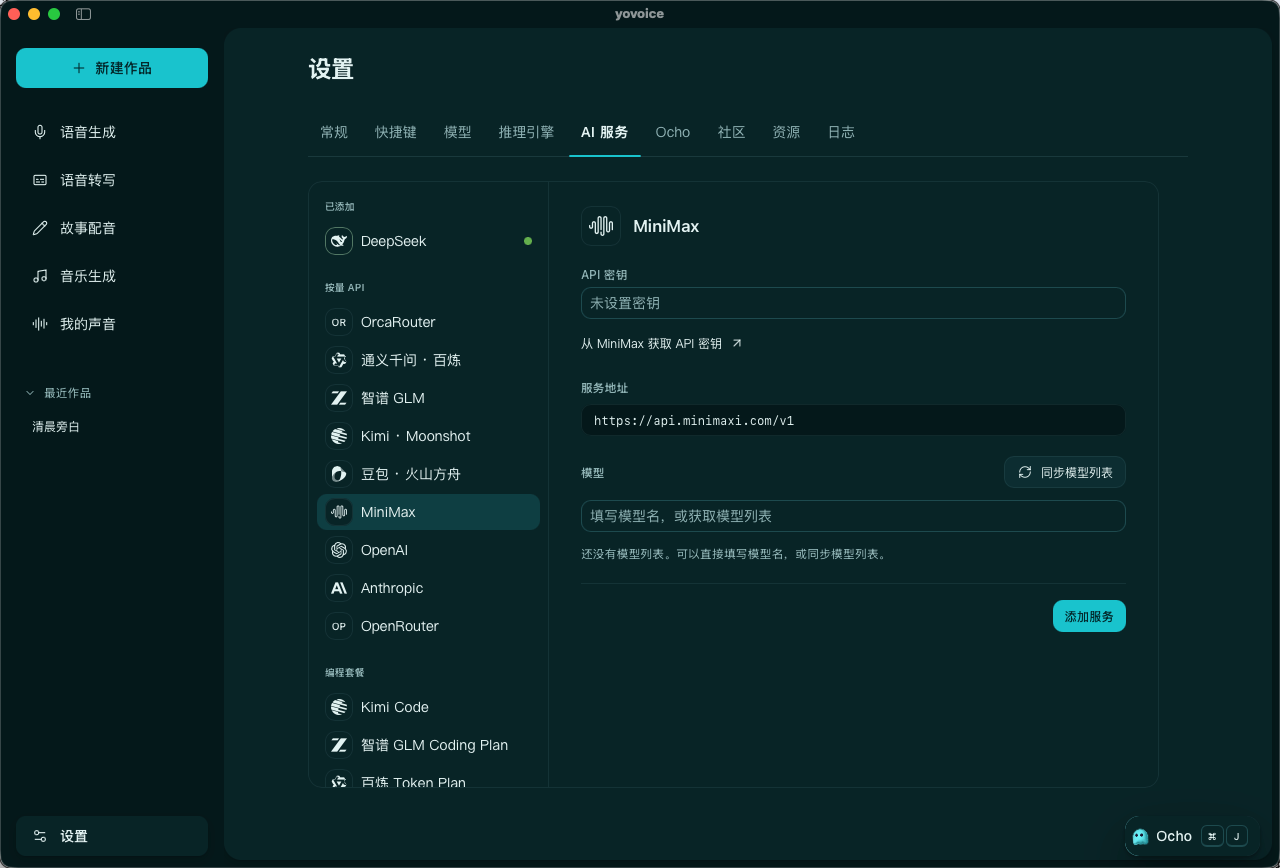 yovoice
新建作品
语音生成
语音转写
故事配音
音乐生成
我的声音
最近作品
清晨旁白
设置
设置
常规 快捷键 模型 推理引擎 AI 服务 Ocho 社区 资源 日志
已添加
DeepSeek
按量 API
OR OrcaRouter
通义千问 · 百炼
智谱 GLM
Kimi · Moonshot
豆包 · 火山方舟
MiniMax
OpenAI
Anthropic
OP OpenRouter
编程套餐
Kimi Code
智谱 GLM Coding Plan
百炼 Token Plan
MiniMax
API 密钥
未设置密钥
从 MiniMax 获取 API 密钥
服务地址
https://api.minimaxi.com/v1
模型
同步模型列表
填写模型名，或获取模型列表
还没有模型列表。可以直接填写模型名，或同步模型列表。
添加服务
Ocho ⌘ J